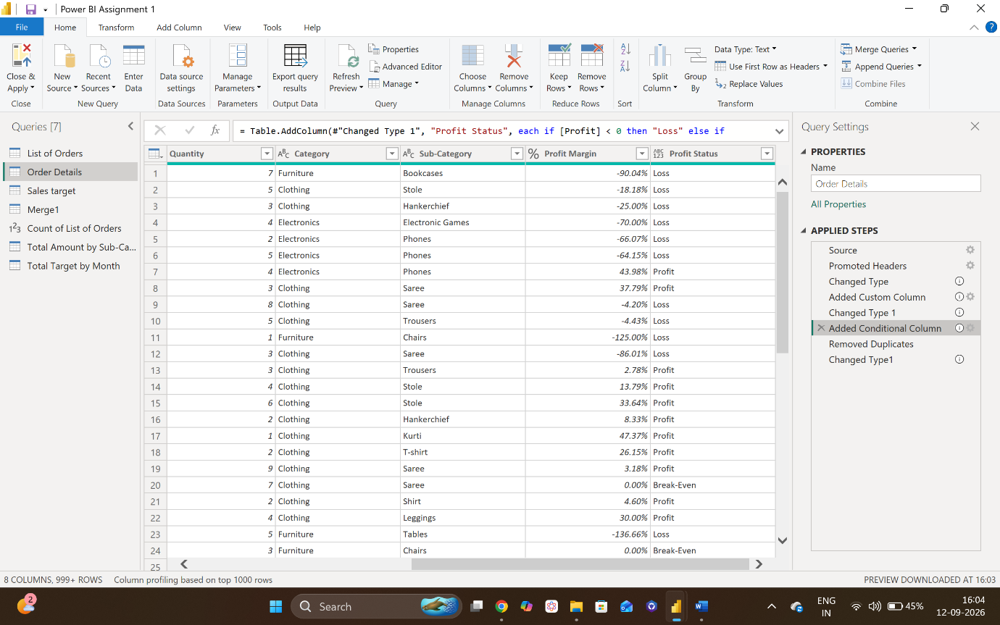 Power BI Assignment 1
File Home Transform Add Column View Tools Help
Close & Apply
New Source
Recent Sources
Enter Data
Data source settings
Manage Parameters
Export query results
Refresh Preview
Properties
Advanced Editor
Manage
Choose Columns
Remove Columns
Keep Rows
Remove Rows
A
Z
Z
A
Split Column
Group By
Data Type: Text
Use First Row as Headers
1
2 Replace Values
Merge Queries
Append Queries
Combine Files
Close New Query Data Sources Parameters Output Data Query Manage Columns Reduce Rows Sort Transform Combine
Queries [7]
List of Orders
Order Details
Sales target
Merge1
1 2 3 Count of List of Orders
Total Amount by Sub-Ca...
Total Target by Month
fx = Table.AddColumn(#"Changed Type 1", "Profit Status", each if [Profit] < 0 then "Loss" else if
Quantity ABC Category ABC Sub-Category % Profit Margin ABC 123 Profit Status
1 7 Furniture Bookcases -90.04% Loss
2 5 Clothing Stole -18.18% Loss
3 3 Clothing Hankerchief -25.00% Loss
4 4 Electronics Electronic Games -70.00% Loss
5 2 Electronics Phones -66.07% Loss
6 5 Electronics Phones -64.15% Loss
7 4 Electronics Phones 43.98% Profit
8 3 Clothing Saree 37.79% Profit
9 8 Clothing Saree -4.20% Loss
10 5 Clothing Trousers -4.43% Loss
11 1 Furniture Chairs -125.00% Loss
12 3 Clothing Saree -86.01% Loss
13 3 Clothing Trousers 2.78% Profit
14 4 Clothing Stole 13.79% Profit
15 6 Clothing Stole 33.64% Profit
16 2 Clothing Hankerchief 8.33% Profit
17 1 Clothing Kurti 47.37% Profit
18 2 Clothing T-shirt 26.15% Profit
19 9 Clothing Saree 3.18% Profit
20 7 Clothing Saree 0.00% Break-Even
21 2 Clothing Shirt 4.60% Profit
22 4 Clothing Leggings 30.00% Profit
23 5 Furniture Tables -136.66% Loss
24 3 Furniture Chairs 0.00% Break-Even
25
Query Settings
PROPERTIES
Name
Order Details
All Properties
APPLIED STEPS
Source
Promoted Headers
Changed Type
Added Custom Column
Changed Type 1
Added Conditional Column
Removed Duplicates
Changed Type1
8 COLUMNS, 999+ ROWS Column profiling based on top 1000 rows PREVIEW DOWNLOADED AT 16:03
2
Search
ENG
IN
45%
16:04
12-09-2026